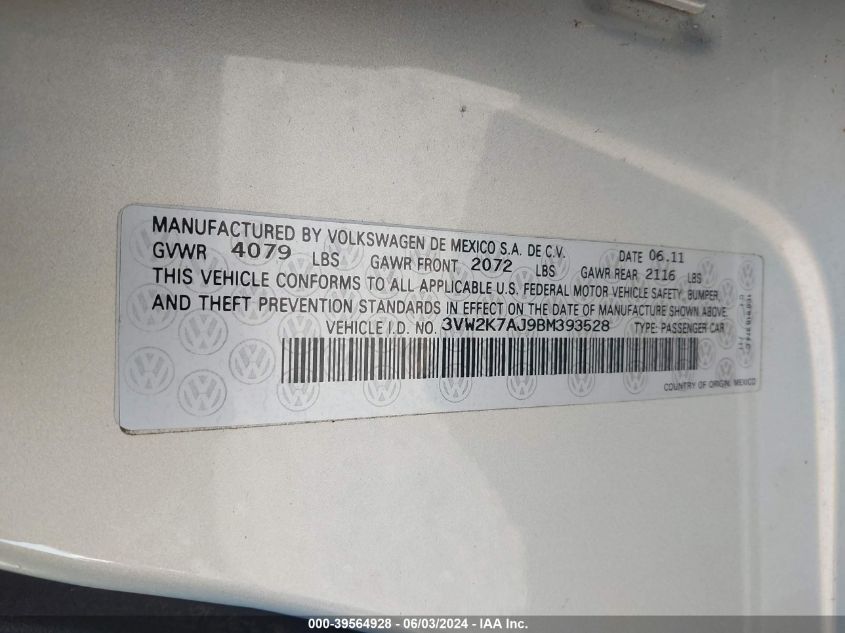 MANUFACTURED BY VOLKSWAGEN DE MEXICO S.A. DE C.V. DATE 06.11
GVWR 4079 LBS GAWR FRONT 2072 LBS GAWR REAR 2116 LBS
THIS VEHICLE CONFORMS TO ALL APPLICABLE U.S. FEDERAL MOTOR VEHICLE SAFETY, BUMPER,
AND THEFT PREVENTION STANDARDS IN EFFECT ON THE DATE OF MANUFACTURE SHOWN ABOVE.
VEHICLE I.D. NO. 3VW2K7AJ9BM393528 TYPE: PASSENGER CAR
COUNTRY OF ORIGIN, MEXICO
000-39564928 - 06/03/2024 - IAA Inc.